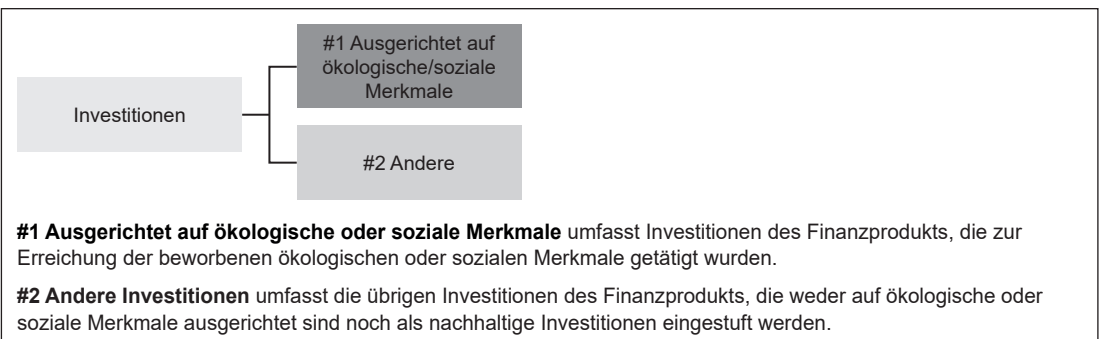 #1 Ausgerichtet auf
ökologische/soziale
Merkmale
Investitionen
#2 Andere
#1 Ausgerichtet auf ökologische oder soziale Merkmale umfasst Investitionen des Finanzprodukts, die zur
Erreichung der beworbenen ökologischen oder sozialen Merkmale getätigt wurden.
#2 Andere Investitionen umfasst die übrigen Investitionen des Finanzprodukts, die weder auf ökologische oder
soziale Merkmale ausgerichtet sind noch als nachhaltige Investitionen eingestuft werden.